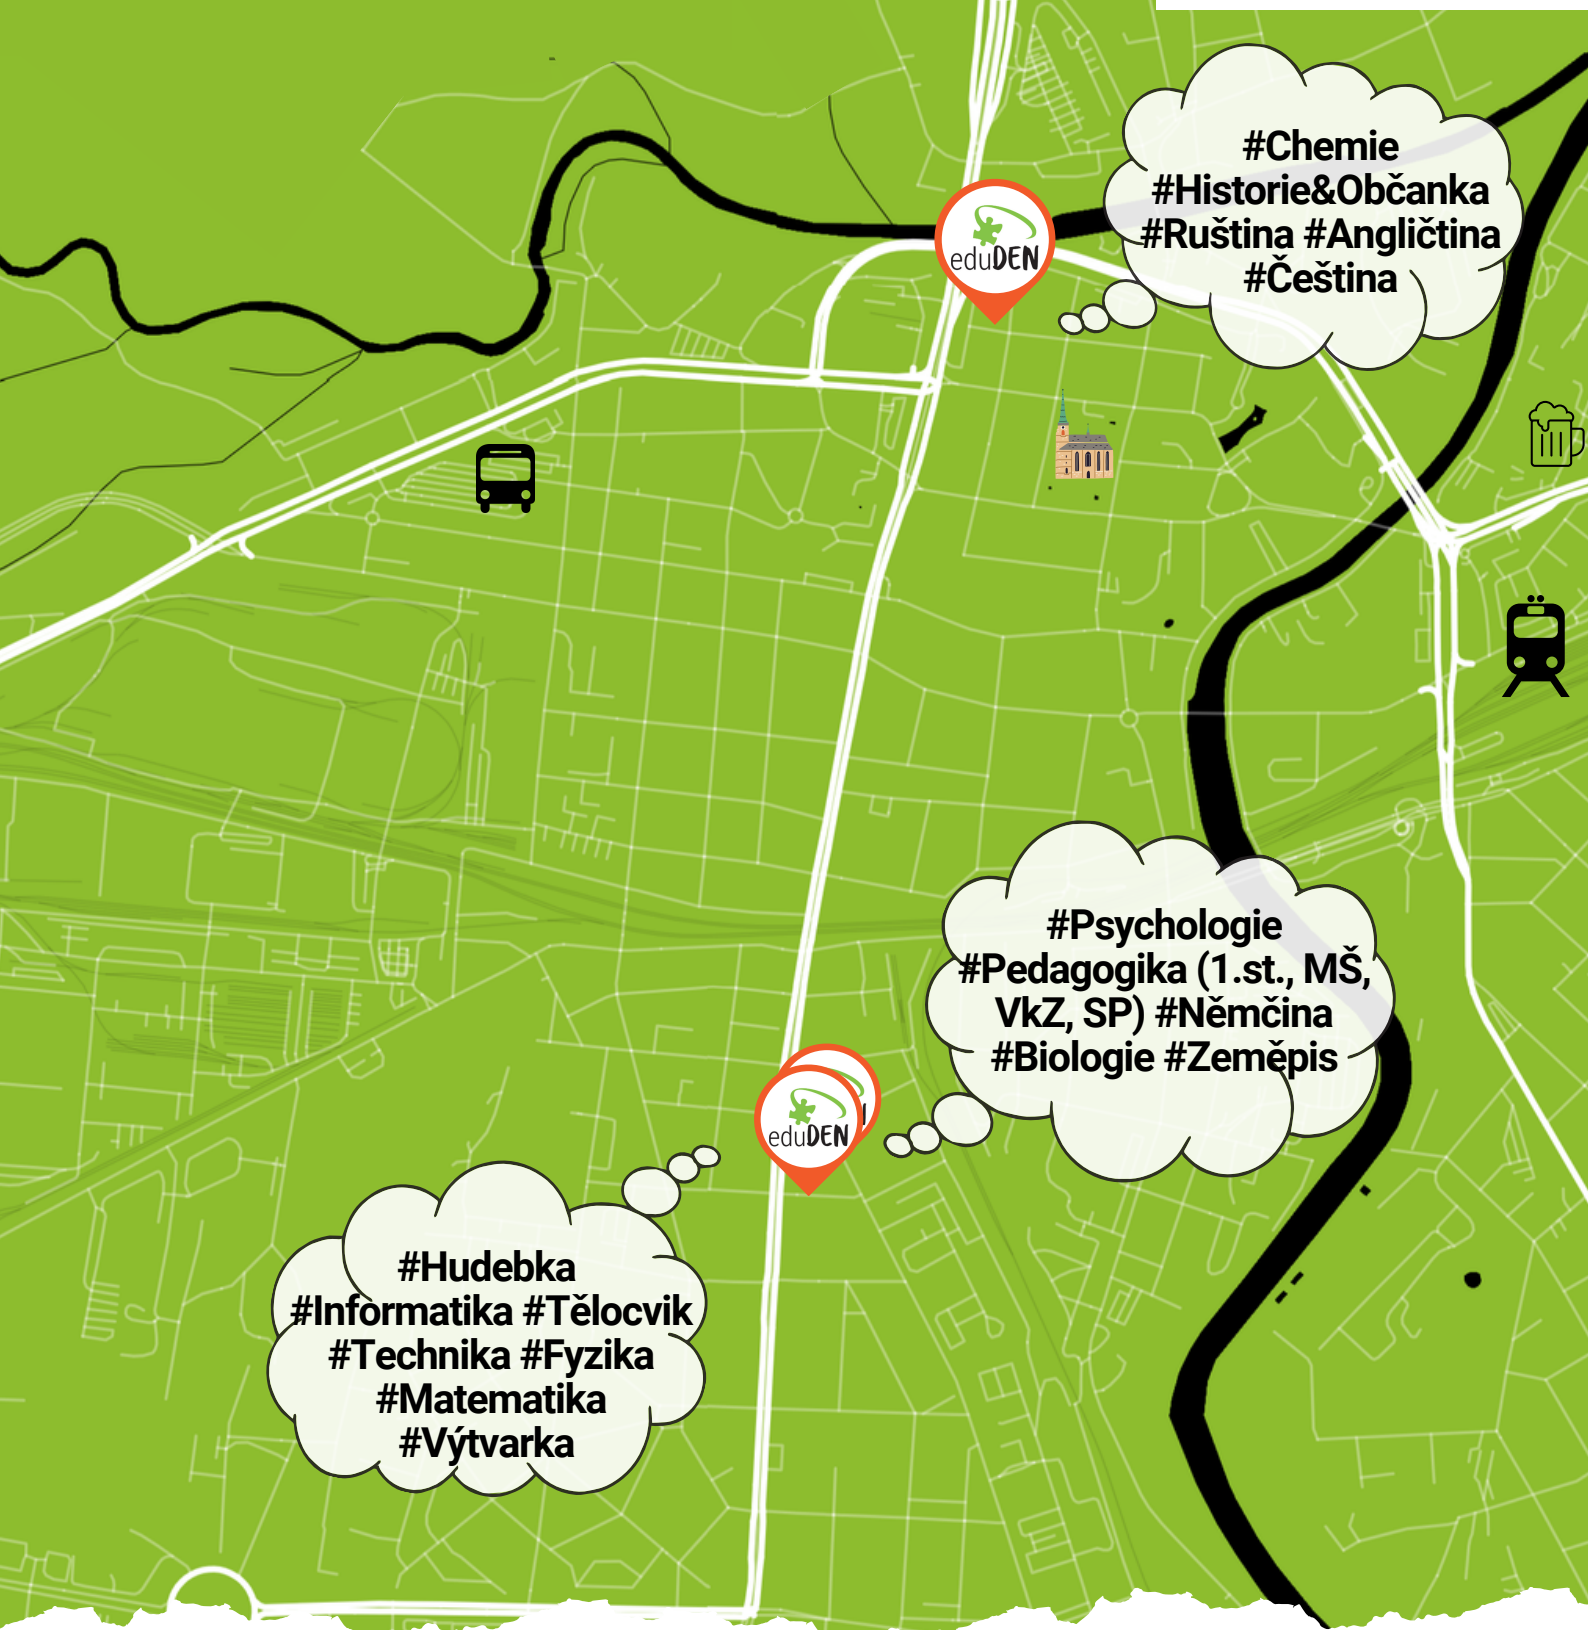 #Chemie
#Historie&Občanka
#Ruština #Angličtina
#Čeština
eduDEN
#Psychologie
#Pedagogika (1.st., MŠ,
VkZ, SP) #Němčina
#Biologie #Zeměpis
eduDEN
#Hudebka
#Informatika #Tělocvik
#Technika #Fyzika
#Matematika
#Výtvarka